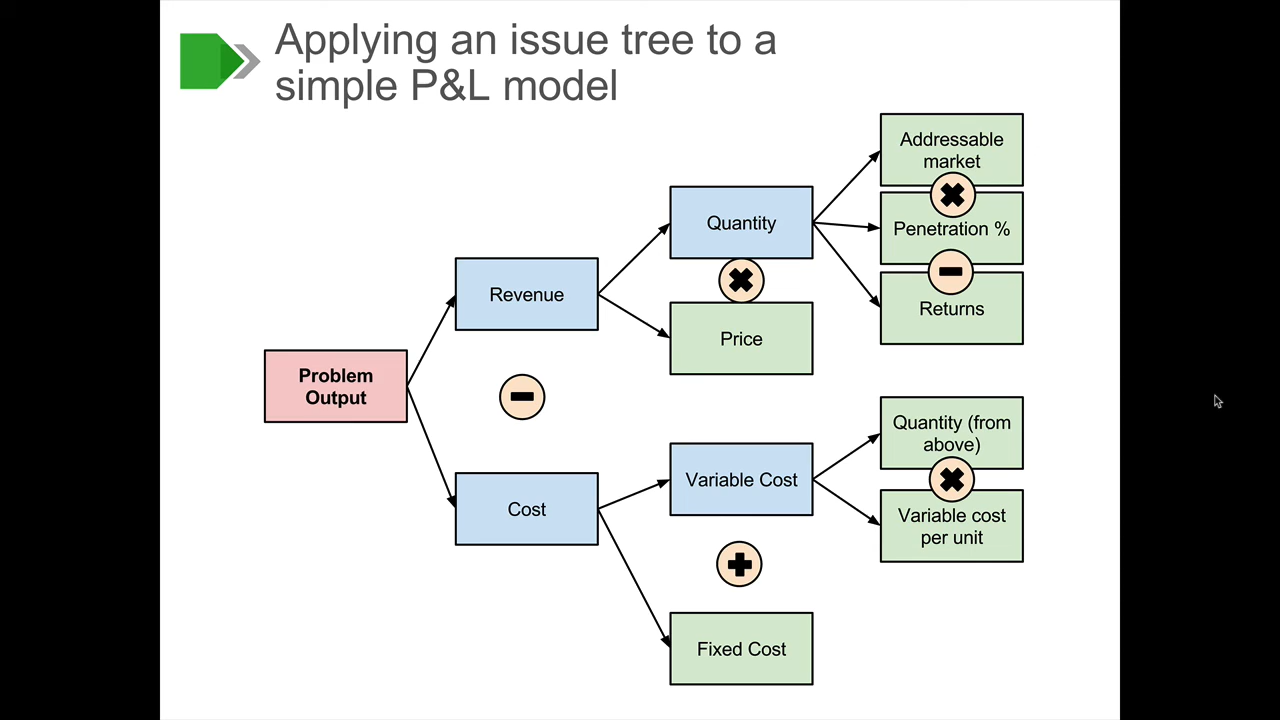 Applying an issue tree to a
simple P&L model
Addressable
market
Quantity
Penetration %
Revenue
Returns
Price
Problem
Output
Quantity (from
above)
Variable Cost
Cost
Variable cost
per unit
Fixed Cost